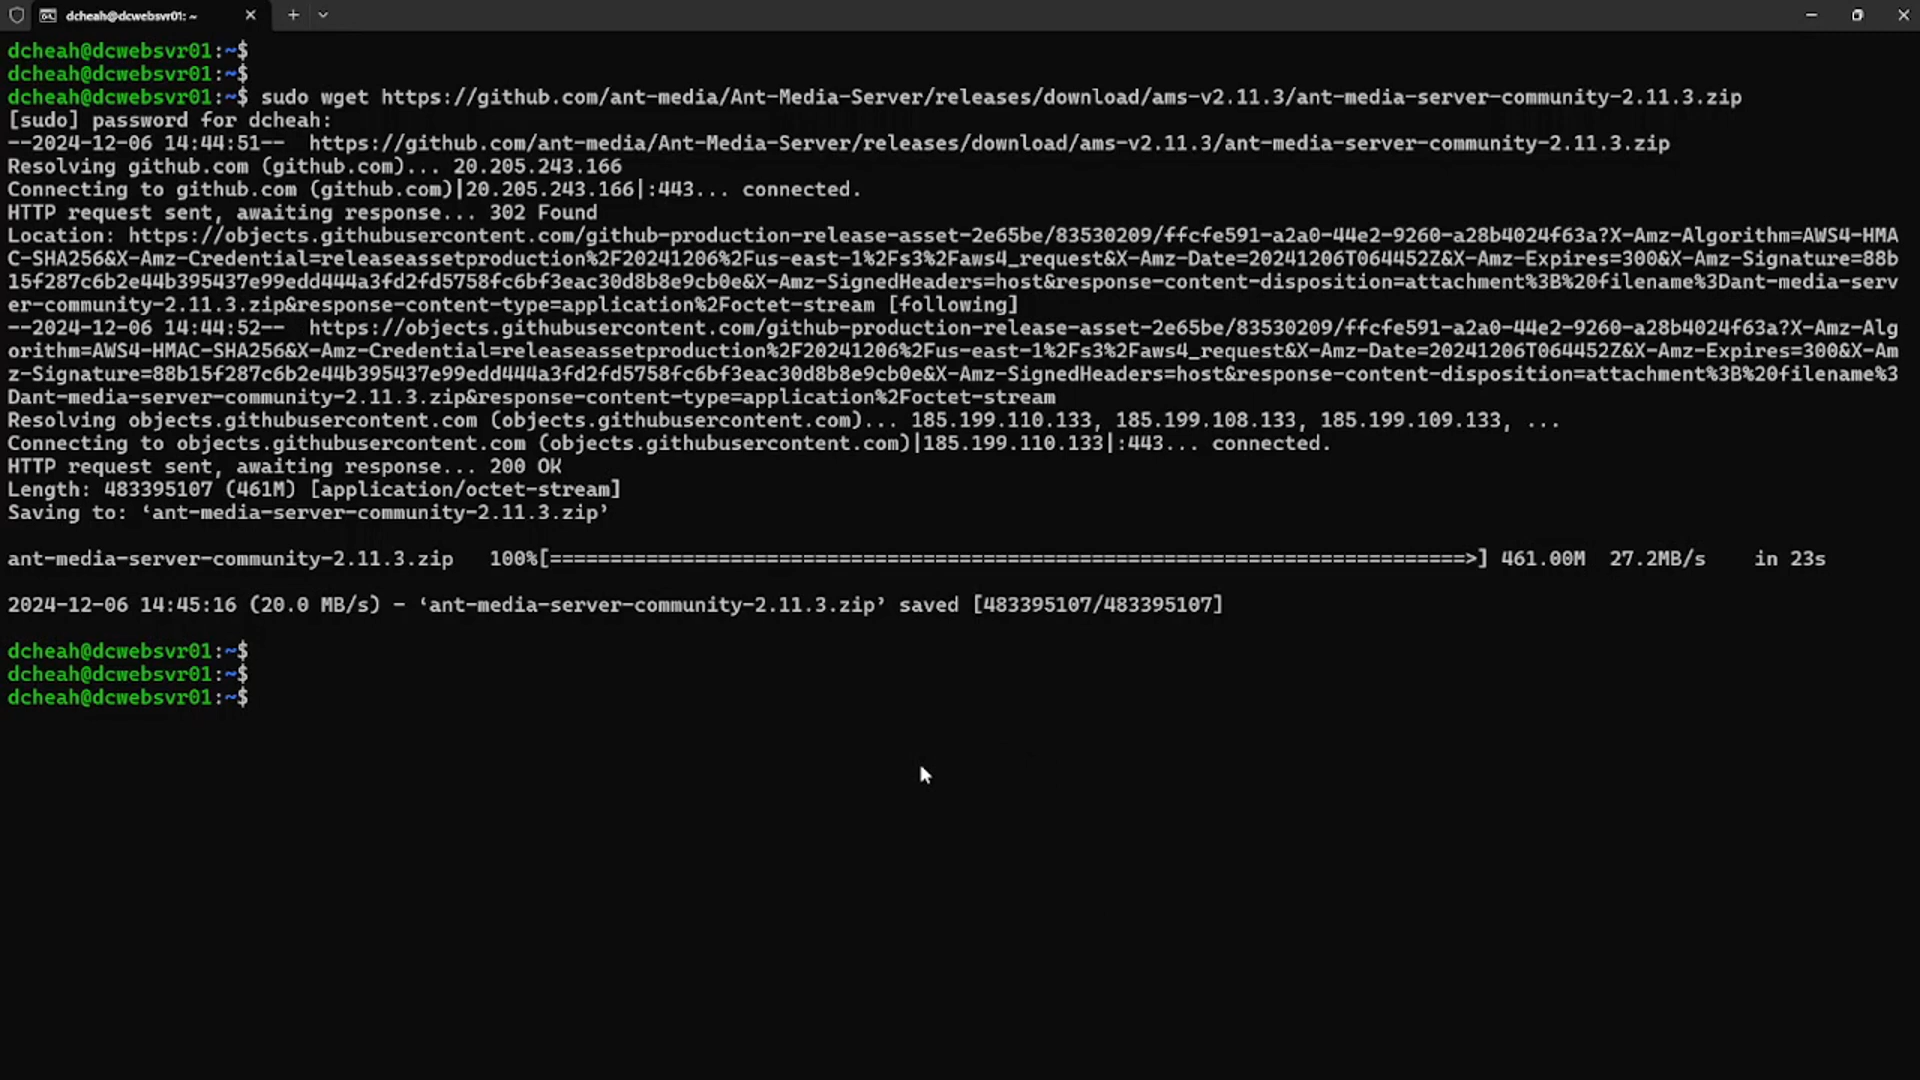 dcheah@dcwebsvr01: ~
dcheah@dcwebsvr01:~$
dcheah@dcwebsvr01:~$
dcheah@dcwebsvr01:~$ sudo wget https://github.com/ant-media/Ant-Media-Server/releases/download/ams-v2.11.3/ant-media-server-community-2.11.3.zip
[sudo] password for dcheah:
--2024-12-06 14:44:51--  https://github.com/ant-media/Ant-Media-Server/releases/download/ams-v2.11.3/ant-media-server-community-2.11.3.zip
Resolving github.com (github.com)... 20.205.243.166
Connecting to github.com (github.com)|20.205.243.166|:443... connected.
HTTP request sent, awaiting response... 302 Found
Location: https://objects.githubusercontent.com/github-production-release-asset-2e65be/83530209/ffcfe591-a2a0-44e2-9260-a28b4024f63a?X-Amz-Algorithm=AWS4-HMA
C-SHA256&X-Amz-Credential=releaseassetproduction%2F20241206%2Fus-east-1%2Fs3%2Faws4_request&X-Amz-Date=20241206T064452Z&X-Amz-Expires=300&X-Amz-Signature=88b
15f287c6b2e44b395437e99edd444a3fd2fd5758fc6bf3eac30d8b8e9cb0e&X-Amz-SignedHeaders=host&response-content-disposition=attachment%3B%20filename%3Dant-media-serv
er-community-2.11.3.zip&response-content-type=application%2Foctet-stream [following]
--2024-12-06 14:44:52--  https://objects.githubusercontent.com/github-production-release-asset-2e65be/83530209/ffcfe591-a2a0-44e2-9260-a28b4024f63a?X-Amz-Alg
orithm=AWS4-HMAC-SHA256&X-Amz-Credential=releaseassetproduction%2F20241206%2Fus-east-1%2Fs3%2Faws4_request&X-Amz-Date=20241206T064452Z&X-Amz-Expires=300&X-Am
z-Signature=88b15f287c6b2e44b395437e99edd444a3fd2fd5758fc6bf3eac30d8b8e9cb0e&X-Amz-SignedHeaders=host&response-content-disposition=attachment%3B%20filename%3
Dant-media-server-community-2.11.3.zip&response-content-type=application%2Foctet-stream
Resolving objects.githubusercontent.com (objects.githubusercontent.com)... 185.199.110.133, 185.199.108.133, 185.199.109.133, ...
Connecting to objects.githubusercontent.com (objects.githubusercontent.com)|185.199.110.133|:443... connected.
HTTP request sent, awaiting response... 200 OK
Length: 483395107 (461M) [application/octet-stream]
Saving to: ‘ant-media-server-community-2.11.3.zip’
ant-media-server-community-2.11.3.zip   100%[============================================================================>] 461.00M  27.2MB/s    in 23s
2024-12-06 14:45:16 (20.0 MB/s) - ‘ant-media-server-community-2.11.3.zip’ saved [483395107/483395107]
dcheah@dcwebsvr01:~$
dcheah@dcwebsvr01:~$
dcheah@dcwebsvr01:~$